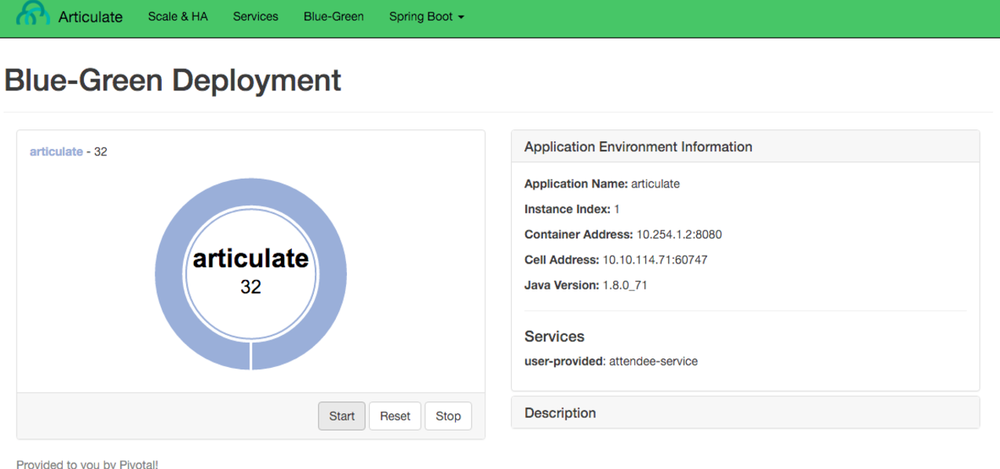 Articulate Scale & HA Services Blue-Green Spring Boot
Blue-Green Deployment
articulate - 32
articulate
32
Start Reset Stop
Application Environment Information
Application Name: articulate
Instance Index: 1
Container Address: 10.254.1.2:8080
Cell Address: 10.10.114.71:60747
Java Version: 1.8.0_71
Services
user-provided: attendee-service
Description
Provided to you by Pivotal!